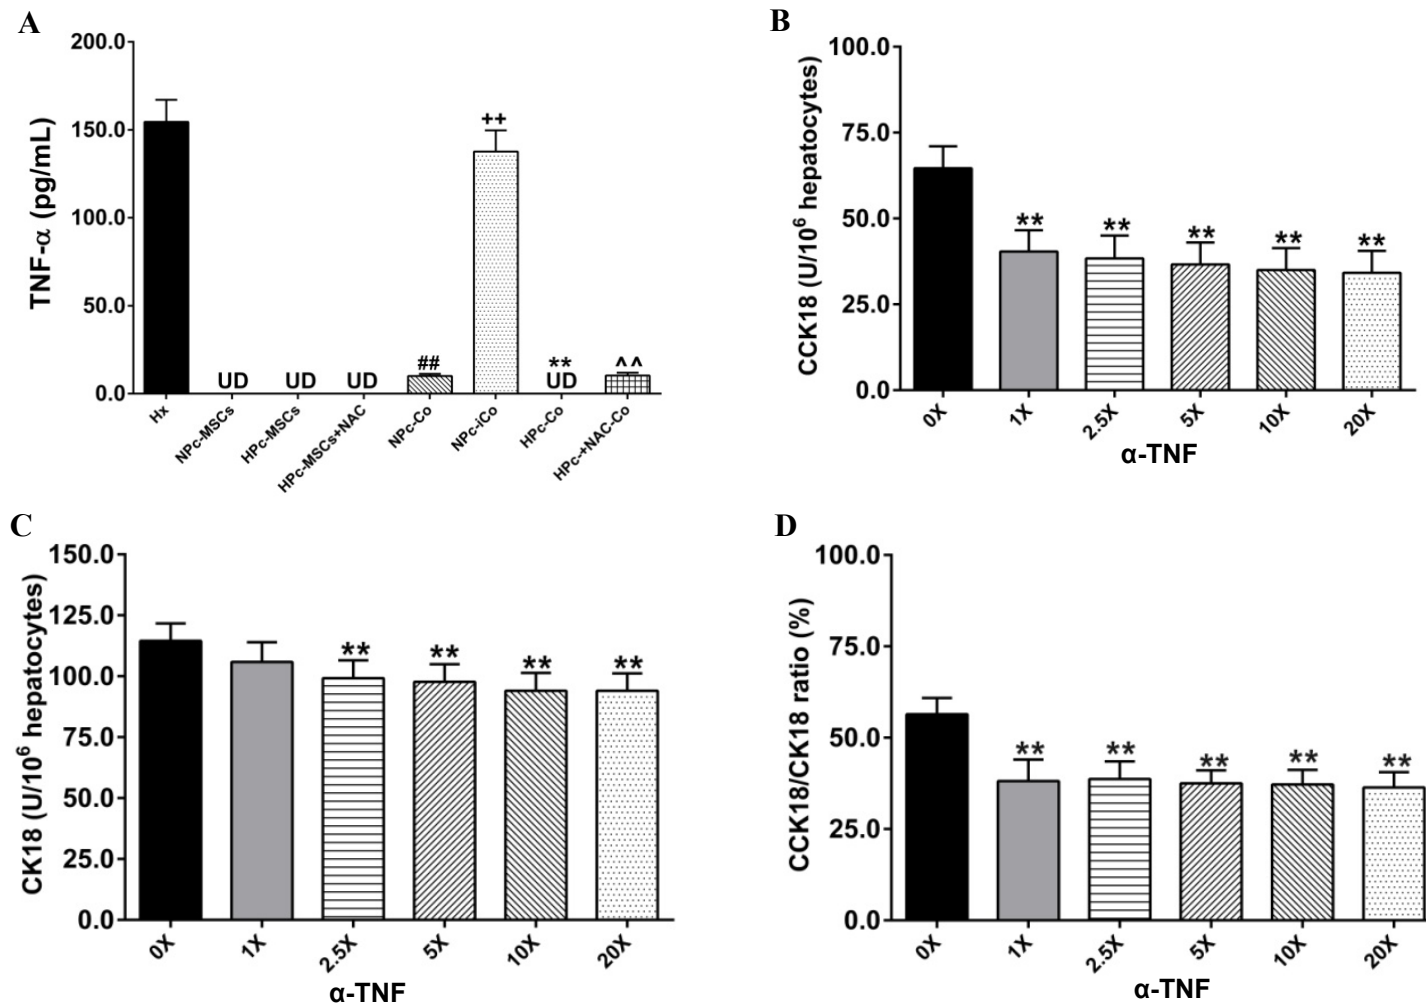 A
TNF-α (pg/mL)
200.0
150.0
100.0
50.0
0.0
UD
UD
UD
##
++
**
UD
^^
Hx
NPc-MSCs
HPc-MSCs
HPc-MSCs+NAC
NPc-Co
NPc-iCo
HPc-Co
HPc-+NAC-Co
B
CCK18 (U/10⁶ hepatocytes)
100.0
75.0
50.0
25.0
0.0
**
**
**
**
**
0X
1X
2.5X
5X
10X
20X
α-TNF
C
CK18 (U/10⁶ hepatocytes)
150.0
125.0
100.0
75.0
50.0
25.0
0.0
**
**
**
**
0X
1X
2.5X
5X
10X
20X
α-TNF
D
CCK18/CK18 ratio (%)
100.0
75.0
50.0
25.0
0.0
**
**
**
**
**
0X
1X
2.5X
5X
10X
20X
α-TNF